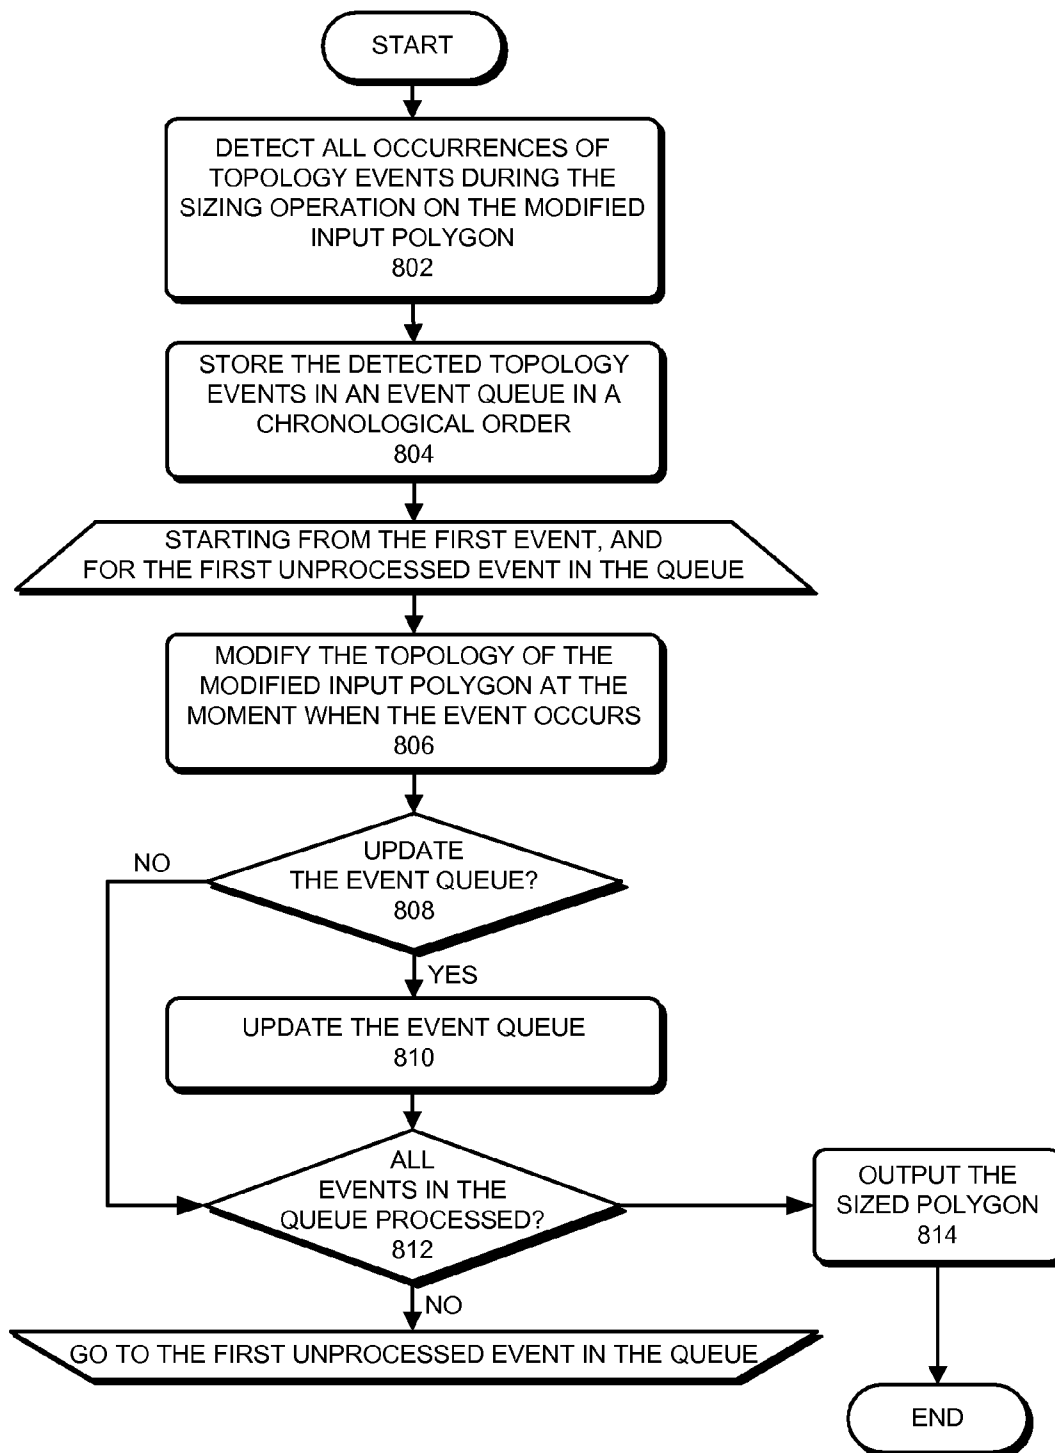 START
DETECT ALL OCCURRENCES OF
TOPOLOGY EVENTS DURING THE
SIZING OPERATION ON THE MODIFIED
INPUT POLYGON
802
STORE THE DETECTED TOPOLOGY
EVENTS IN AN EVENT QUEUE IN A
CHRONOLOGICAL ORDER
804
STARTING FROM THE FIRST EVENT, AND
FOR THE FIRST UNPROCESSED EVENT IN THE QUEUE
MODIFY THE TOPOLOGY OF THE
MODIFIED INPUT POLYGON AT THE
MOMENT WHEN THE EVENT OCCURS
806
NO
UPDATE
THE EVENT QUEUE?
808
YES
UPDATE THE EVENT QUEUE
810
ALL
EVENTS IN THE
QUEUE PROCESSED?
812
OUTPUT THE
SIZED POLYGON
814
NO
GO TO THE FIRST UNPROCESSED EVENT IN THE QUEUE
END